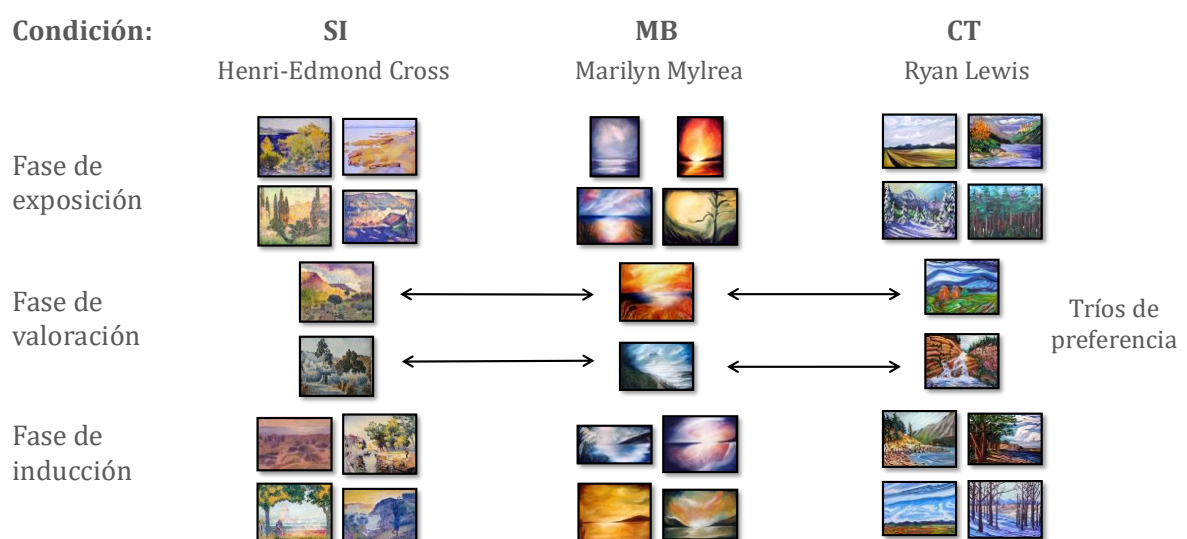 Condición: SI MB CT
Henri-Edmond Cross Marilyn Mylrea Ryan Lewis
Fase de
exposición
Fase de
valoración
Tríos de
preferencia
Fase de
inducción